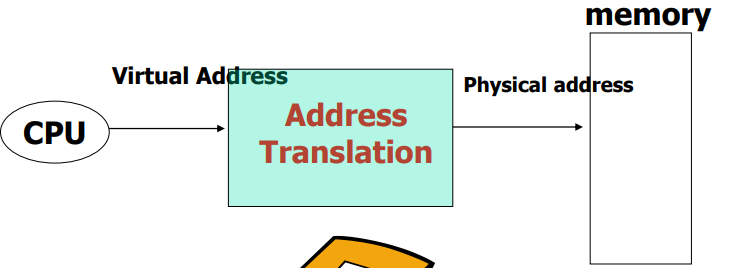 memory
Virtual Address
Physical address
CPU
Address
Translation